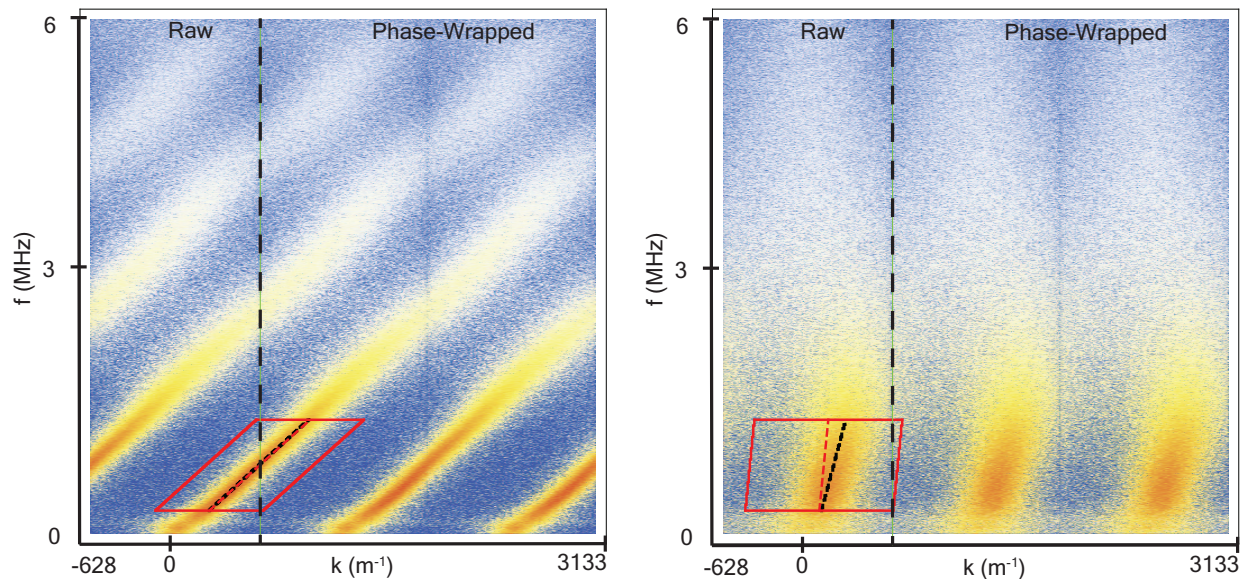 6
Raw
Phase-Wrapped
f (MHz)
3
0
-628
0
k (m⁻¹)
3133
6
Raw
Phase-Wrapped
f (MHz)
3
0
-628
0
k (m⁻¹)
3133